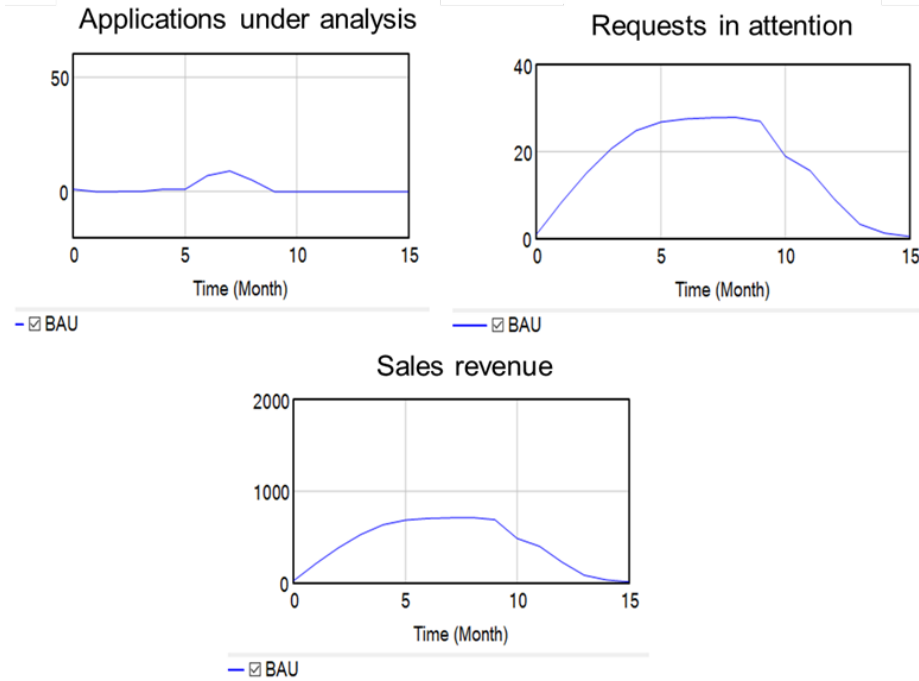 Applications under analysis
50
0
0 5 10 15
Time (Month)
BAU
Requests in attention
40
20
0
0 5 10 15
Time (Month)
BAU
Sales revenue
2000
1000
0
0 5 10 15
Time (Month)
BAU